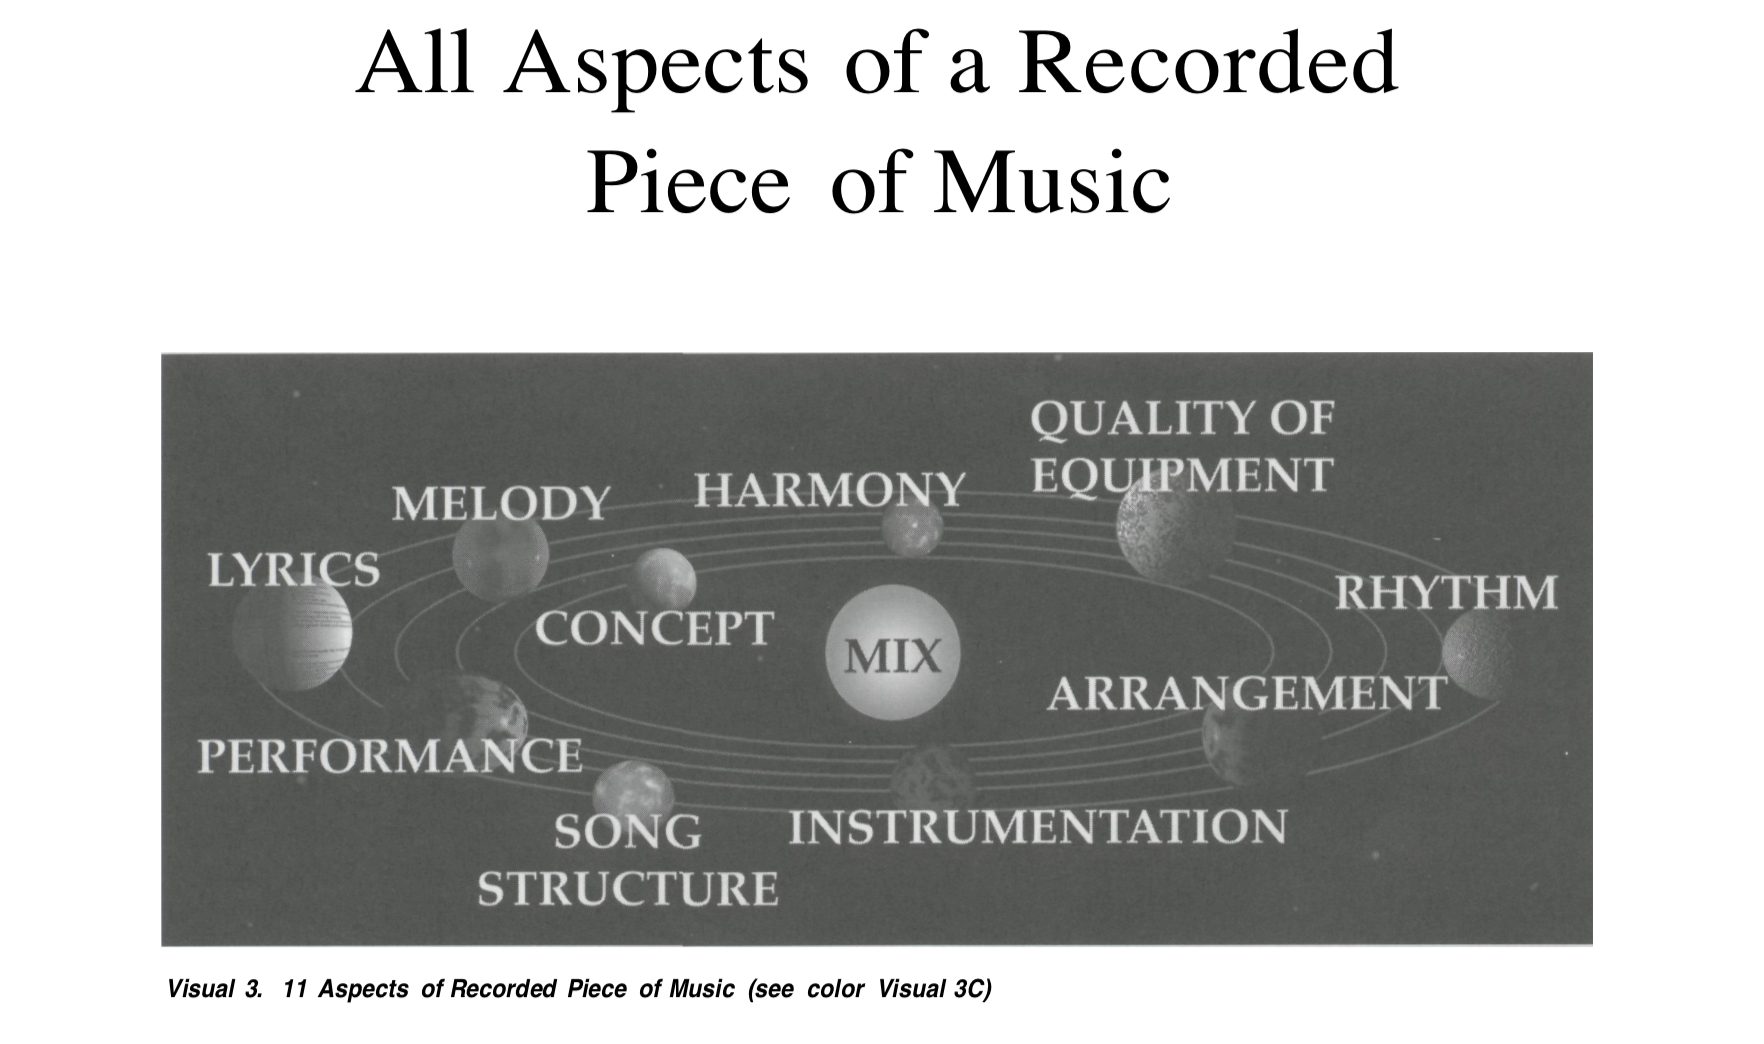 All Aspects of a Recorded
Piece of Music
QUALITY OF
EQUIPMENT
HARMONY
MELODY
LYRICS
RHYTHM
CONCEPT
MIX
ARRANGEMENT
PERFORMANCE
SONG
STRUCTURE
INSTRUMENTATION
Visual 3. 11 Aspects of Recorded Piece of Music (see color Visual 3C)